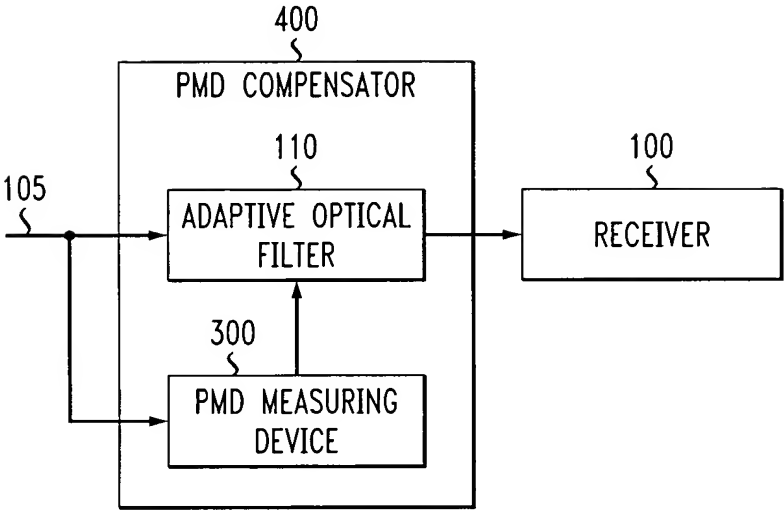 400
PMD COMPENSATOR
110
100
105
ADAPTIVE OPTICAL
FILTER
RECEIVER
300
PMD MEASURING
DEVICE